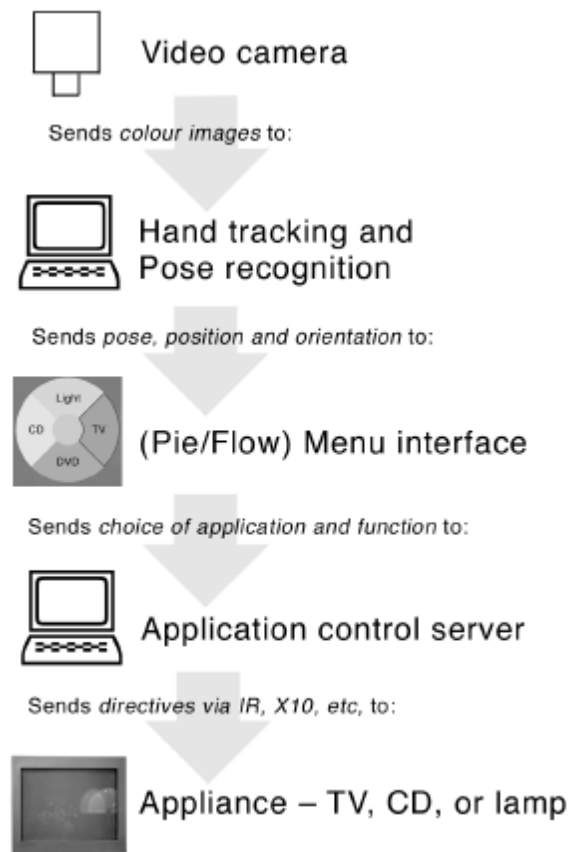 Video camera
Sends colour images to:
Hand tracking and
Pose recognition
Sends pose, position and orientation to:
Light
CD
TV
DVD
(Pie/Flow) Menu interface
Sends choice of application and function to:
Application control server
Sends directives via IR, X10, etc, to:
Appliance – TV, CD, or lamp